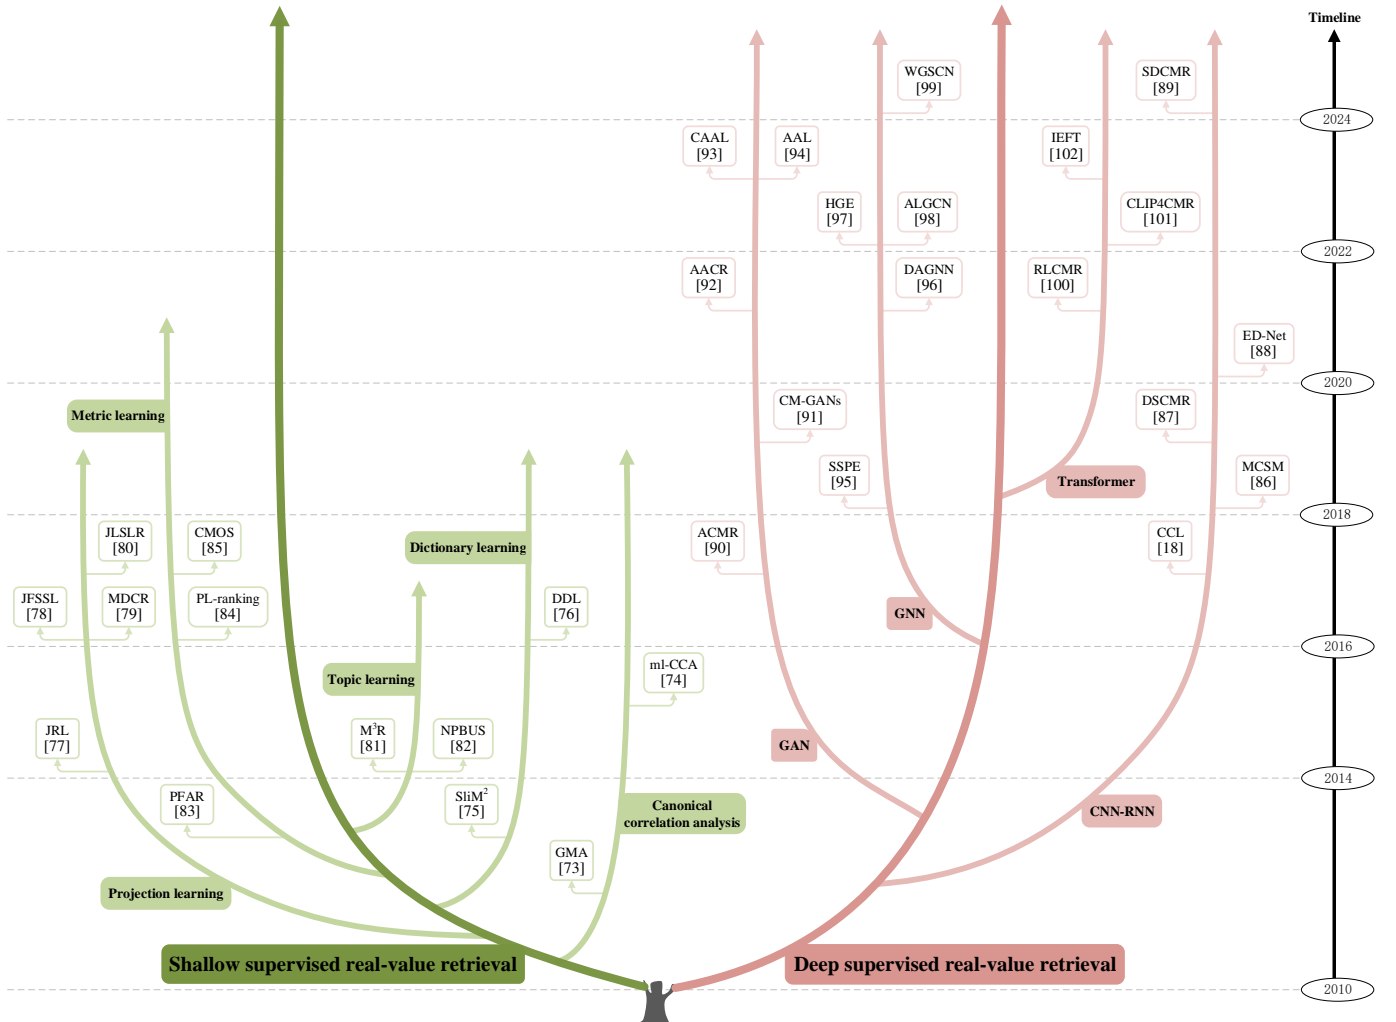 Timeline
WGSCN
[99]
SDCMR
[89]
2024
CAAL
[93]
AAL
[94]
IEFT
[102]
HGE
[97]
ALGCN
[98]
CLIP4CMR
[101]
2022
AACR
[92]
DAGNN
[96]
RLCMR
[100]
ED-Net
[88]
2020
Metric learning
CM-GANs
[91]
DSCMR
[87]
SSPE
[95]
Transformer
MCSM
[86]
2018
JLSLR
[80]
CMOS
[85]
Dictionary learning
ACMR
[90]
CCL
[18]
JFSSL
[78]
MDCR
[79]
PL-ranking
[84]
DDL
[76]
GNN
2016
Topic learning
ml-CCA
[74]
JRL
[77]
M³R
[81]
NPBUS
[82]
GAN
2014
PFAR
[83]
SliM²
[75]
Canonical
correlation analysis
CNN-RNN
GMA
[73]
Projection learning
Shallow supervised real-value retrieval
Deep supervised real-value retrieval
2010